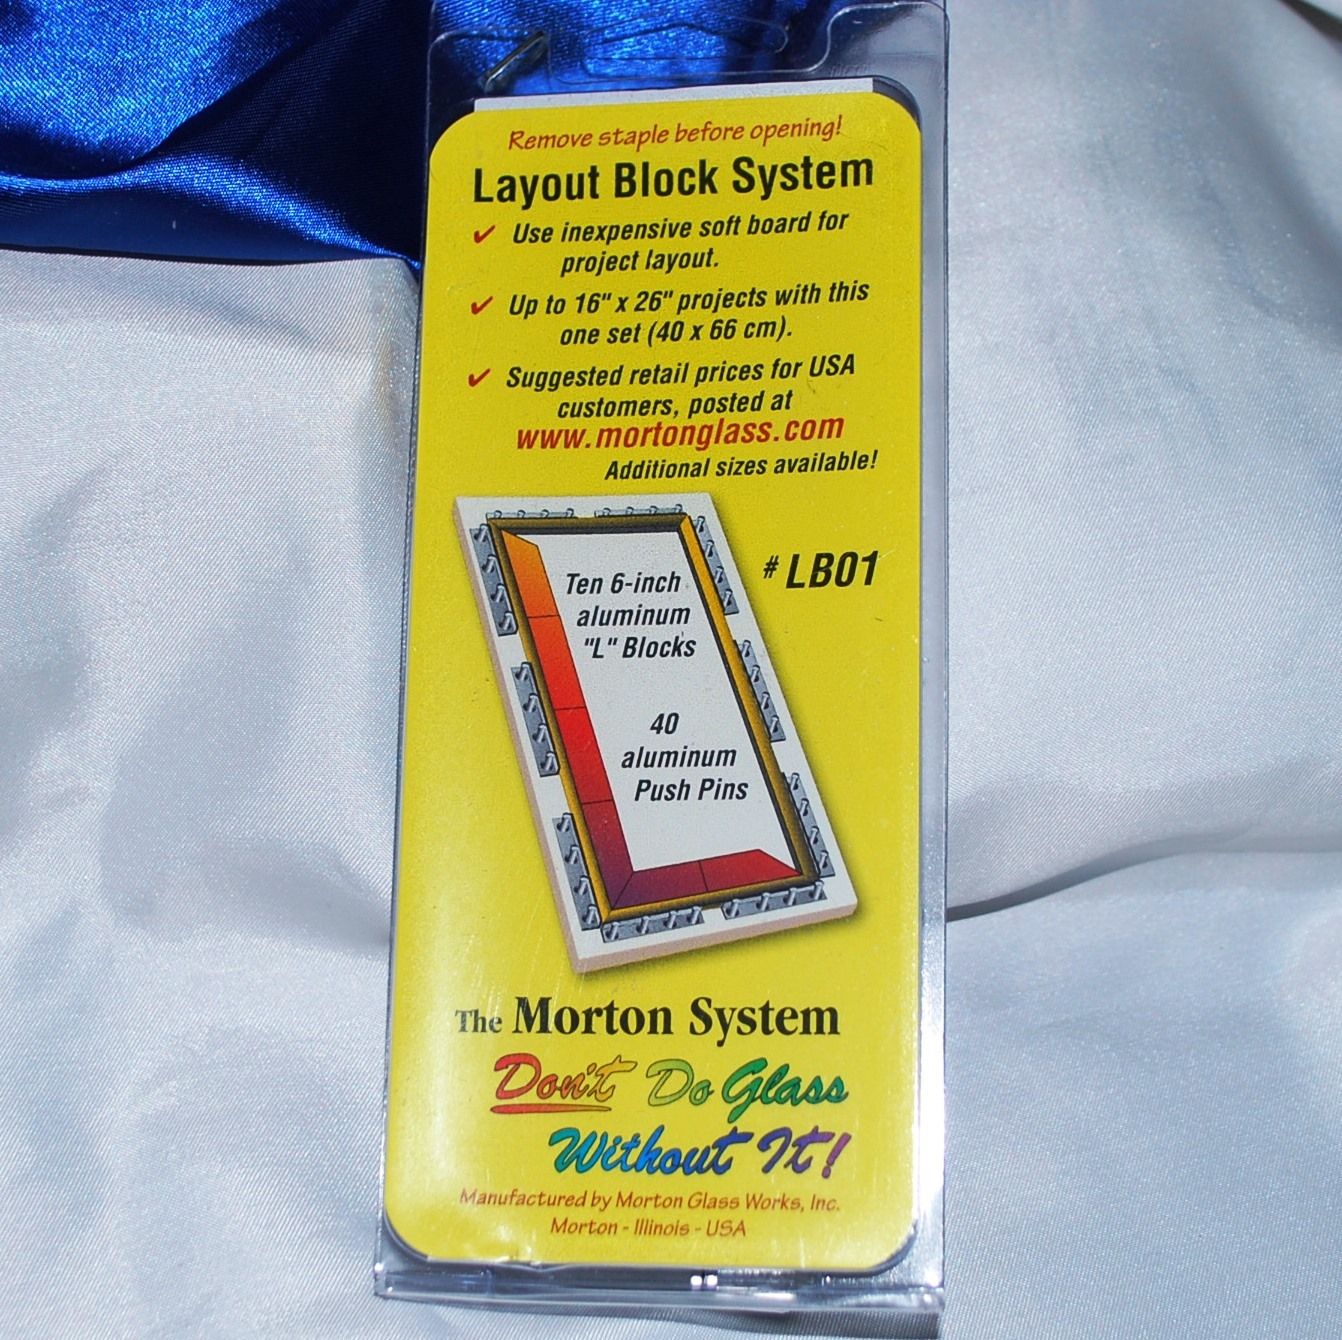 Remove staple before opening!
Layout Block System
✓ Use inexpensive soft board for
project layout.
✓ Up to 16" x 26" projects with this
one set (40 x 66 cm).
✓ Suggested retail prices for USA
customers, posted at
www.mortonglass.com
Additional sizes available!
# LB01
Ten 6-inch
aluminum
"L" Blocks
40
aluminum
Push Pins
The Morton System
Don't Do Glass
Without It!
Manufactured by Morton Glass Works, Inc.
Morton - Illinois - USA